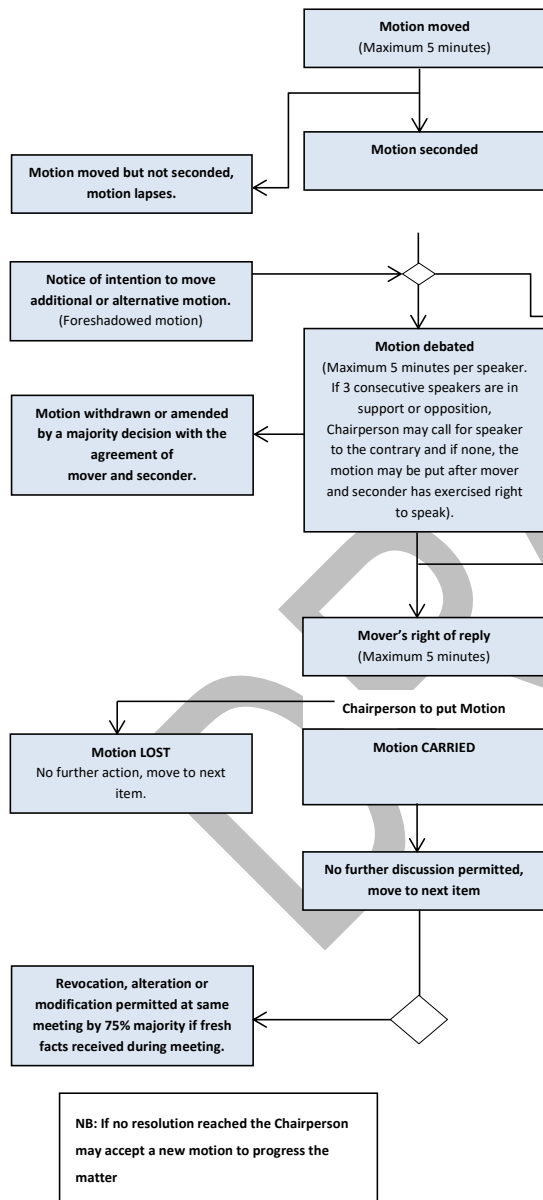 Motion moved
(Maximum 5 minutes)
Motion seconded
Motion moved but not seconded,
motion lapses.
Notice of intention to move
additional or alternative motion.
(Foreshadowed motion)
Motion debated
(Maximum 5 minutes per speaker.
If 3 consecutive speakers are in
support or opposition,
Chairperson may call for speaker
to the contrary and if none, the
motion may be put after mover
and seconder has exercised right
to speak).
Motion withdrawn or amended
by a majority decision with the
agreement of
mover and seconder.
Mover’s right of reply
(Maximum 5 minutes)
Chairperson to put Motion
Motion LOST
No further action, move to next
item.
Motion CARRIED
No further discussion permitted,
move to next item
Revocation, alteration or
modification permitted at same
meeting by 75% majority if fresh
facts received during meeting.
NB: If no resolution reached the Chairperson
may accept a new motion to progress the
matter